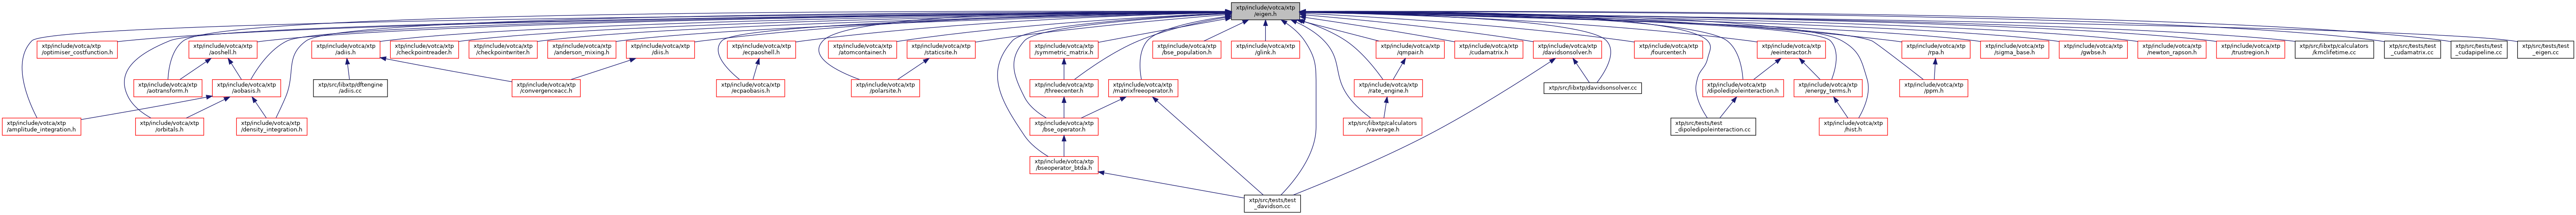 xtp/include/votca/xtp
/eigen.h
xtp/include/votca/xtp
/optimiser_costfunction.h
xtp/include/votca/xtp
/aoshell.h
xtp/include/votca/xtp
/adiis.h
xtp/include/votca/xtp
/checkpointreader.h
xtp/include/votca/xtp
/checkpointwriter.h
xtp/include/votca/xtp
/anderson_mixing.h
xtp/include/votca/xtp
/diis.h
xtp/include/votca/xtp
/ecpaoshell.h
xtp/include/votca/xtp
/atomcontainer.h
xtp/include/votca/xtp
/staticsite.h
xtp/include/votca/xtp
/symmetric_matrix.h
xtp/include/votca/xtp
/bse_population.h
xtp/include/votca/xtp
/glink.h
xtp/include/votca/xtp
/qmpair.h
xtp/include/votca/xtp
/cudamatrix.h
xtp/include/votca/xtp
/davidsonsolver.h
xtp/include/votca/xtp
/fourcenter.h
xtp/include/votca/xtp
/eeinteractor.h
xtp/include/votca/xtp
/rpa.h
xtp/include/votca/xtp
/sigma_base.h
xtp/include/votca/xtp
/gwbse.h
xtp/include/votca/xtp
/newton_rapson.h
xtp/include/votca/xtp
/trustregion.h
xtp/src/libxtp/calculators
/kmclifetime.cc
xtp/src/tests/test
_cudamatrix.cc
xtp/src/tests/test
_cudapipeline.cc
xtp/src/tests/test
_eigen.cc
xtp/include/votca/xtp
/aotransform.h
xtp/include/votca/xtp
/aobasis.h
xtp/src/libxtp/dftengine
/adiis.cc
xtp/include/votca/xtp
/convergenceacc.h
xtp/include/votca/xtp
/ecpaobasis.h
xtp/include/votca/xtp
/polarsite.h
xtp/include/votca/xtp
/threecenter.h
xtp/include/votca/xtp
/matrixfreeoperator.h
xtp/include/votca/xtp
/rate_engine.h
xtp/src/libxtp/davidsonsolver.cc
xtp/include/votca/xtp
/dipoledipoleinteraction.h
xtp/include/votca/xtp
/energy_terms.h
xtp/include/votca/xtp
/ppm.h
xtp/include/votca/xtp
/amplitude_integration.h
xtp/include/votca/xtp
/orbitals.h
xtp/include/votca/xtp
/density_integration.h
xtp/include/votca/xtp
/bse_operator.h
xtp/src/libxtp/calculators
/vaverage.h
xtp/src/tests/test
_dipoledipoleinteraction.cc
xtp/include/votca/xtp
/hist.h
xtp/include/votca/xtp
/bseoperator_btda.h
xtp/src/tests/test
_davidson.cc